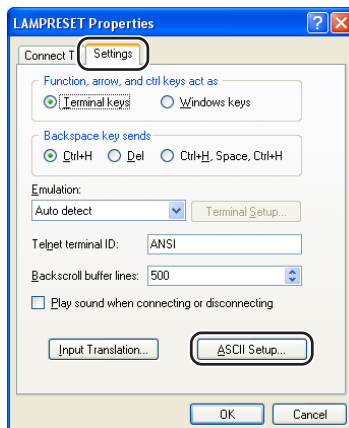 LAMPRESET Properties
Connect T Settings
Function, arrow, and ctrl keys act as
Terminal keys Windows keys
Backspace key sends
Ctrl+H Del Ctrl+H, Space, Ctrl+H
Emulation:
Auto detect Terminal Setup...
Telnet terminal ID: ANSI
Backscroll buffer lines: 500
Play sound when connecting or disconnecting
Input Translation... ASCII Setup...
OK Cancel